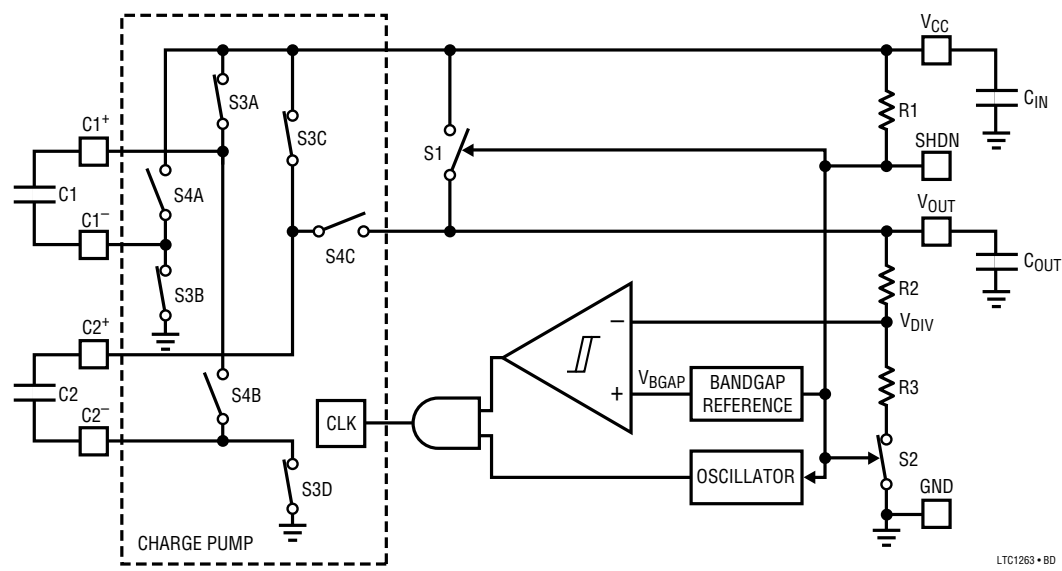 VCC
CIN
S3A
R1
C1+
S3C
S1
SHDN
C1
S4A
VOUT
C1−
S4C
COUT
S3B
R2
C2+
−
VDIV
C2
S4B
VBGAP
BANDGAP
REFERENCE
R3
+
C2−
CLK
S2
OSCILLATOR
S3D
GND
CHARGE PUMP
LTC1263 • BD